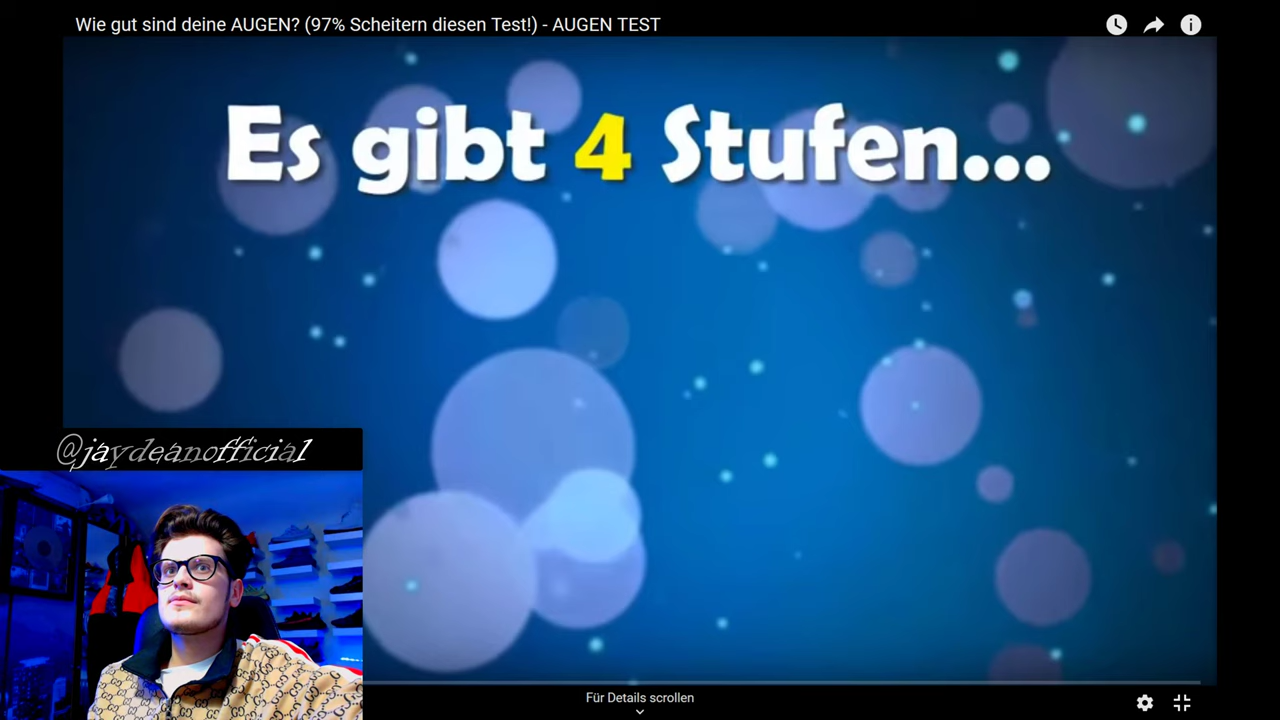 Wie gut sind deine AUGEN? (97% Scheitern diesen Test!) - AUGEN TEST
Es gibt 4 Stufen...
@jaydeanofficial
Für Details scrollen